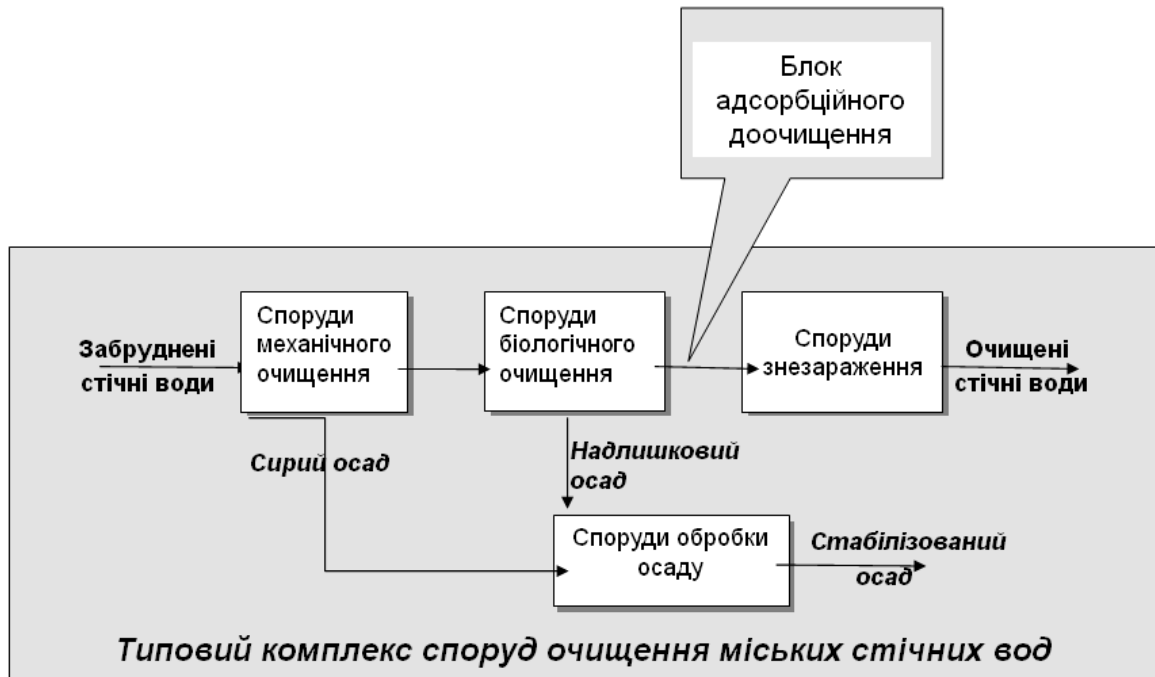 Блок
адсорбційного
доочищення
Забруднені
стічні води
Споруди
механічного
очищення
Споруди
біологічного
очищення
Споруди
знезараження
Очищені
стічні води
Сирий осад
Надлишковий
осад
Споруди обробки
осаду
Стабілізований
осад
Типовий комплекс споруд очищення міських стічних вод